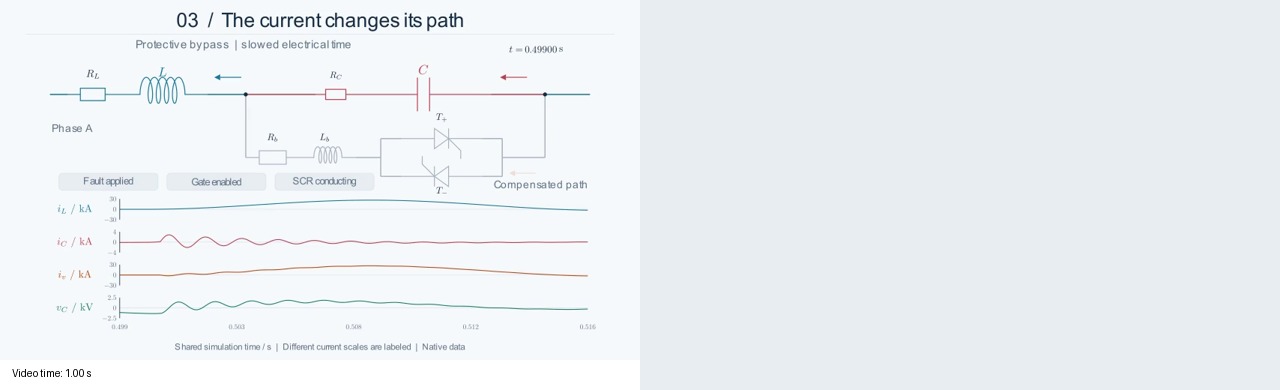 03 / The current changes its path
Protective bypass | slowed electrical time
t = 0.49900 s
R_L
L
R_C
C
Phase A
T_+
R_b
L_b
T_−
Fault applied
Gate enabled
SCR conducting
Compensated path
i_L / kA
30
0
−30
i_C / kA
4
0
−4
i_v / kA
30
0
−30
v_C / kV
2.5
0
−2.5
0.499
0.503
0.508
0.512
0.516
Shared simulation time / s | Different current scales are labeled | Native data
Video time: 1.00 s